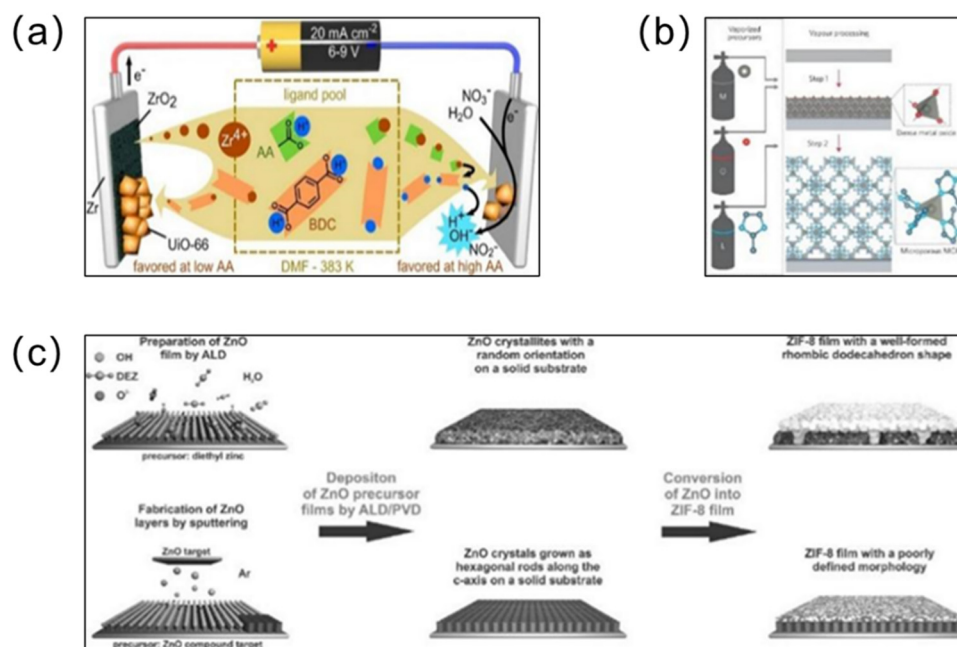 (a)
20 mA cm⁻²
6-9 V
e⁻
ZrO₂
ligand pool
NO₃⁻
H₂O
e⁻
Zr⁴⁺
AA
H⁺
H⁺
H⁺
BDC
Zr
H⁺
OH⁻
NO₂⁻
UiO-66
favored at low AA
DMF - 383 K
favored at high AA
(b)
Vaporized
precursors
Vapour processing
M
Step 1
Dense metal oxide
O
Step 2
L
Microporous MO
(c)
Preparation of ZnO
film by ALD
OH
DEZ
H₂O
precursor: diethyl zinc
ZnO crystallites with a
random orientation
on a solid substrate
ZIF-8 film with a well-formed
rhombic dodecahedron shape
Depositon
of ZnO precursor
films by ALD/PVD
Conversion
of ZnO into
ZIF-8 film
Fabrication of ZnO
layers by sputtering
ZnO target
Ar
precursor: ZnO compound target
ZnO crystals grown as
hexagonal rods along the
c-axis on a solid substrate
ZIF-8 film with a poorly
defined morphology